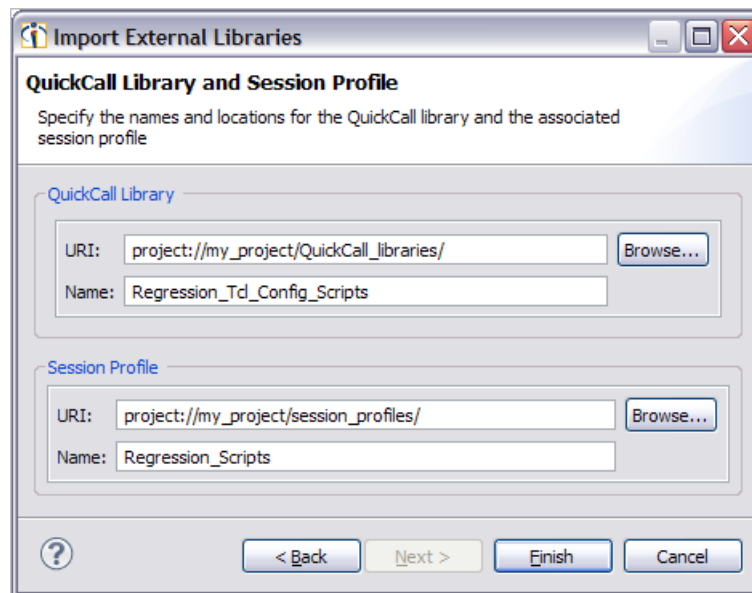 Import External Libraries
QuickCall Library and Session Profile
Specify the names and locations for the QuickCall library and the associated
session profile
QuickCall Library
URI: project://my_project/QuickCall_libraries/ Browse...
Name: Regression_Tcl_Config_Scripts
Session Profile
URI: project://my_project/session_profiles/ Browse...
Name: Regression_Scripts
? < Back Next > Finish Cancel